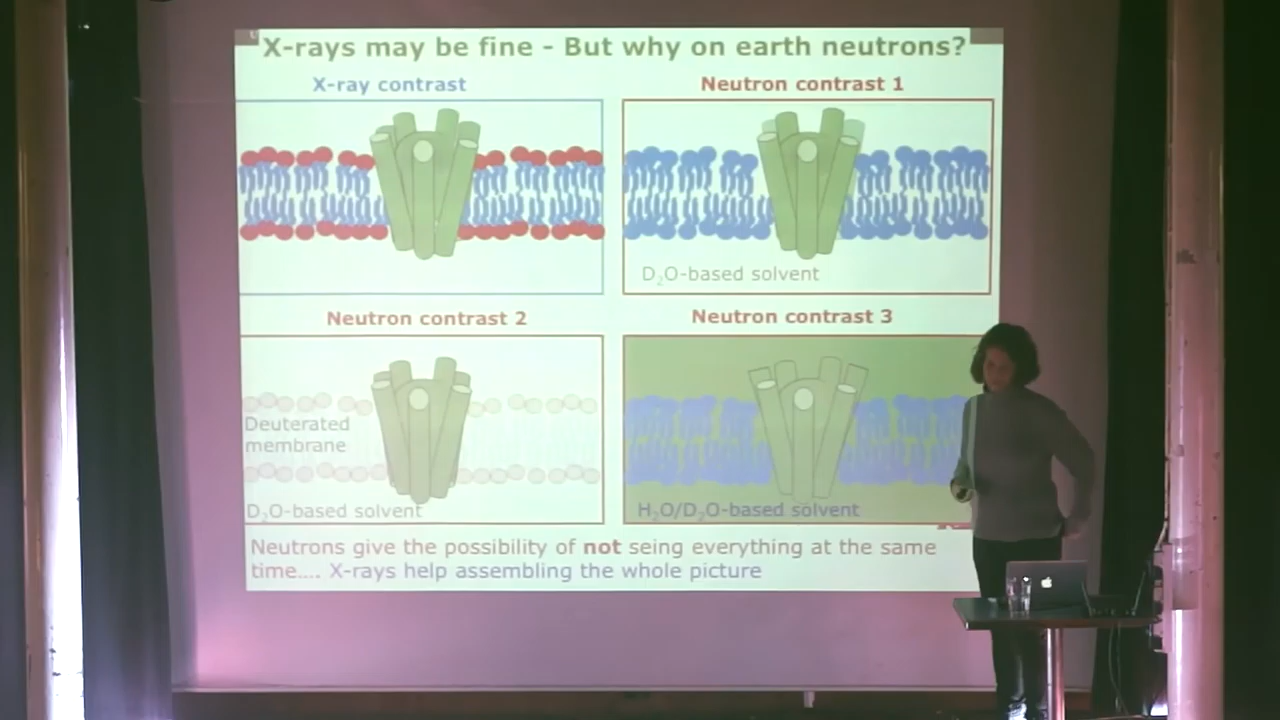 X-rays may be fine - But why on earth neutrons?
X-ray contrast
Neutron contrast 1
D₂O-based solvent
Neutron contrast 2
Neutron contrast 3
Deuterated
membrane
D₂O-based solvent
H₂O/D₂O-based solvent
Neutrons give the possibility of not seing everything at the same
time.... X-rays help assembling the whole picture